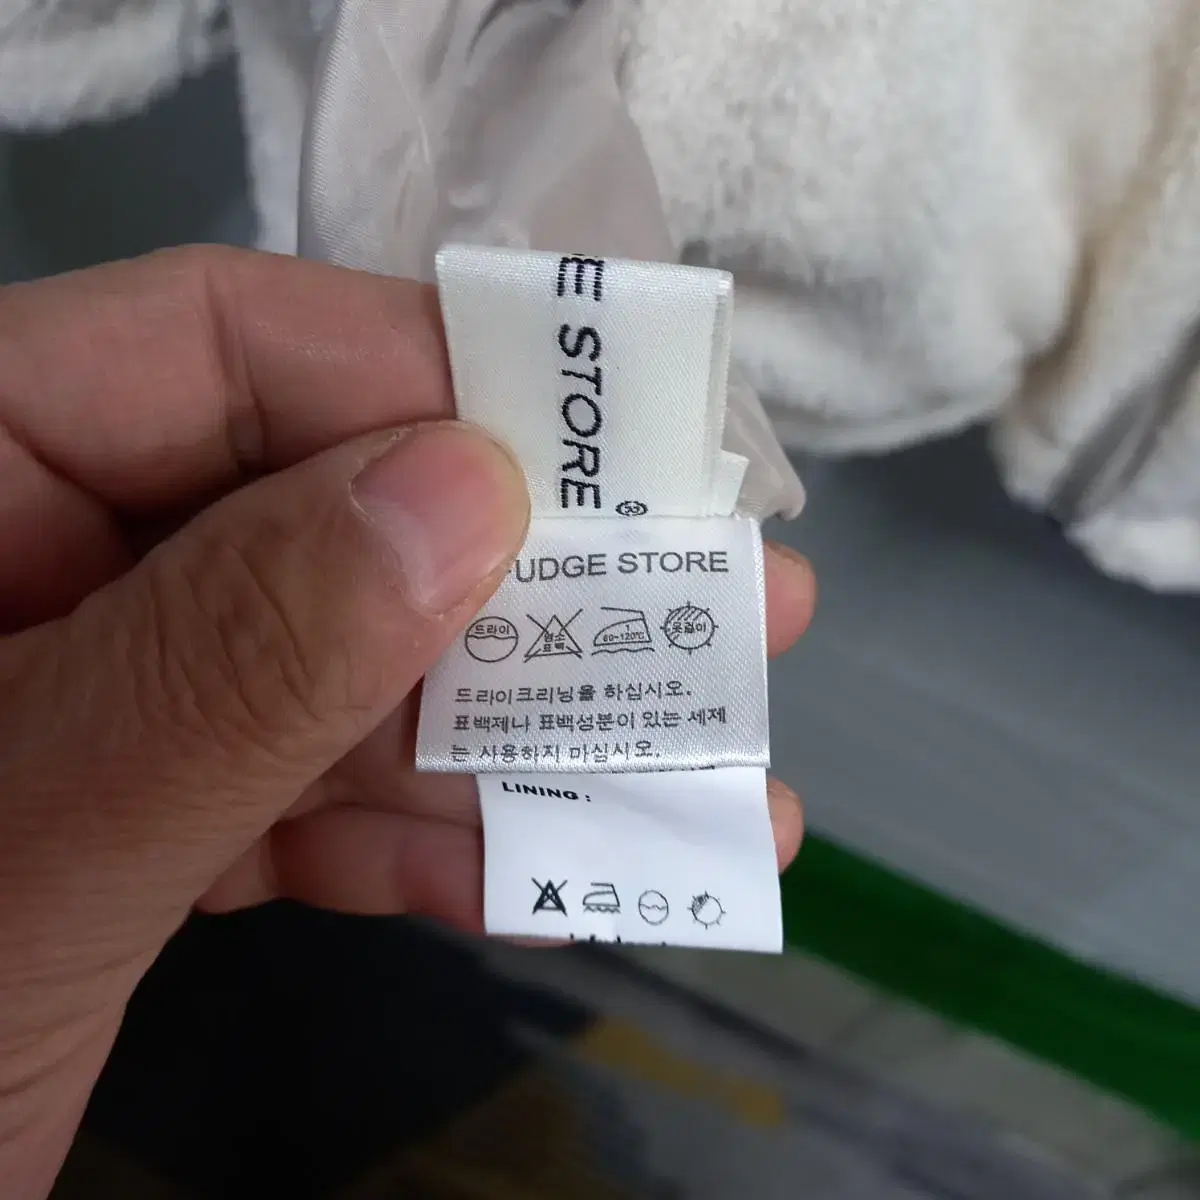 E STORE®
FUDGE STORE
드라이 염소 표백 1 80~120℃ 옷걸이
드라이크리닝을 하십시오.
표백제나 표백성분이 있는 세제
는 사용하지 마십시오.
LINING :